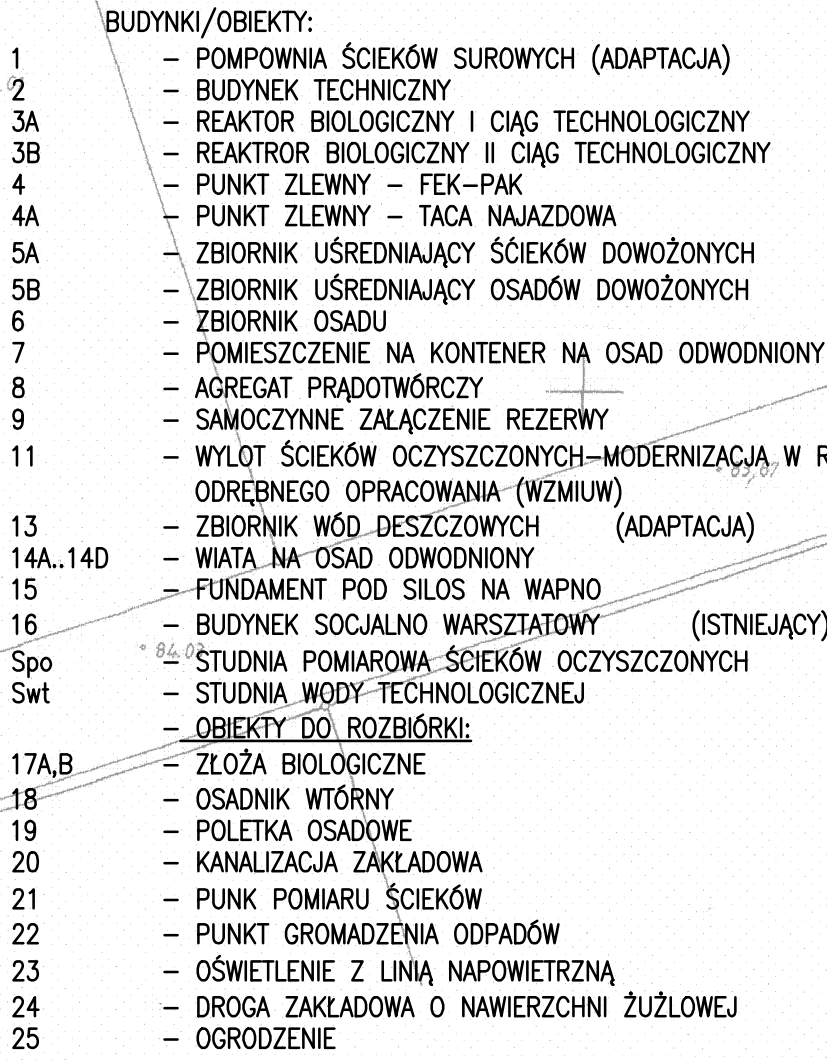 BUDYNKI/OBIEKTY:
1 – POMPOWNIA ŚCIEKÓW SUROWYCH (ADAPTACJA)
2 – BUDYNEK TECHNICZNY
3A – REAKTOR BIOLOGICZNY I CIĄG TECHNOLOGICZNY
3B – REAKTROR BIOLOGICZNY II CIĄG TECHNOLOGICZNY
4 – PUNKT ZLEWNY – FEK–PAK
4A – PUNKT ZLEWNY – TACA NAJAZDOWA
5A – ZBIORNIK UŚREDNIAJĄCY ŚĆIEKÓW DOWOŻONYCH
5B – ZBIORNIK UŚREDNIAJĄCY OSADÓW DOWOŻONYCH
6 – ZBIORNIK OSADU
7 – POMIESZCZENIE NA KONTENER NA OSAD ODWODNIONY
8 – AGREGAT PRĄDOTWÓRCZY
9 – SAMOCZYNNE ZAŁĄCZENIE REZERWY
11 – WYLOT ŚCIEKÓW OCZYSZCZONYCH–MODERNIZACJA W R
83,87
ODRĘBNEGO OPRACOWANIA (WZMIUW)
13 – ZBIORNIK WÓD DESZCZOWYCH (ADAPTACJA)
14A..14D – WIATA NA OSAD ODWODNIONY
15 – FUNDAMENT POD SILOS NA WAPNO
16 – BUDYNEK SOCJALNO WARSZTATOWY (ISTNIEJĄCY)
84.03
Spo – STUDNIA POMIAROWA ŚCIEKÓW OCZYSZCZONYCH
Swt – STUDNIA WODY TECHNOLOGICZNEJ
– OBIEKTY DO ROZBIÓRKI:
17A,B – ZŁOŻA BIOLOGICZNE
18 – OSADNIK WTÓRNY
19 – POLETKA OSADOWE
20 – KANALIZACJA ZAKŁADOWA
21 – PUNK POMIARU ŚCIEKÓW
22 – PUNKT GROMADZENIA ODPADÓW
23 – OŚWIETLENIE Z LINIĄ NAPOWIETRZNĄ
24 – DROGA ZAKŁADOWA O NAWIERZCHNI ŻUŻLOWEJ
25 – OGRODZENIE